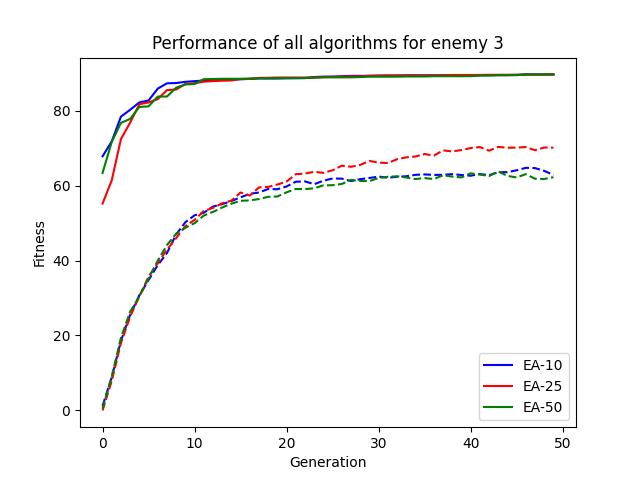 Performance of all algorithms for enemy 3
80
60
40
20
0
Fitness
EA-10
EA-25
EA-50
0 10 20 30 40 50
Generation